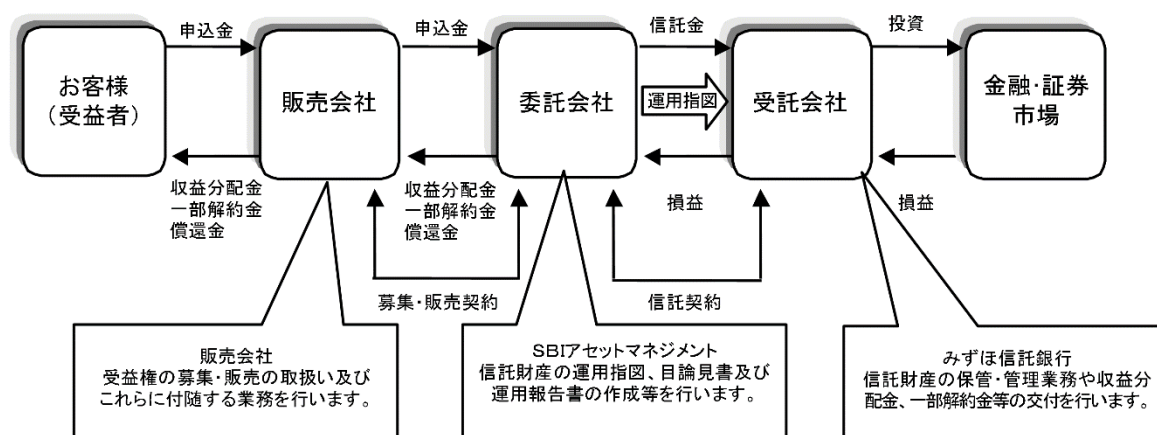 申込金
申込金
信託金
投資
お客様
（受益者）
販売会社
委託会社
運用指図
受託会社
金融・証券
市場
収益分配金
一部解約金
償還金
収益分配金
一部解約金
償還金
損益
損益
募集・販売契約
信託契約
販売会社
受益権の募集・販売の取扱い及び
これらに付随する業務を行います。
SBIアセットマネジメント
信託財産の運用指図、目論見書及び
運用報告書の作成等を行います。
みずほ信託銀行
信託財産の保管・管理業務や収益分
配金、一部解約金等の交付を行います。